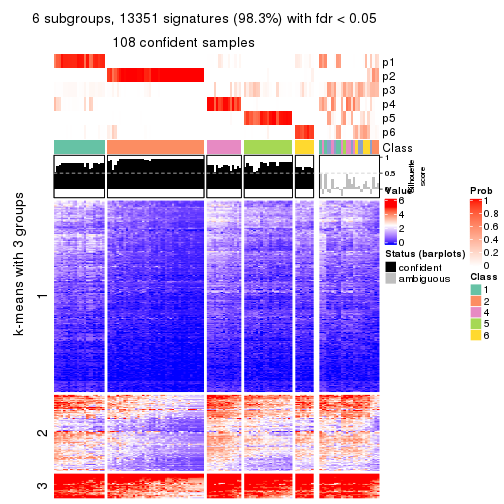 6 subgroups, 13351 signatures (98.3%) with fdr < 0.05
108 confident samples
p1
p2
p3
p4
p5
p6
Class
1
0.5
0
Silhouette
score
k-means with 3 groups
1
2
3
Value
6
4
2
0
Status (barplots)
confident
ambiguous
Prob
1
0.8
0.6
0.4
0.2
0
Class
1
2
4
5
6